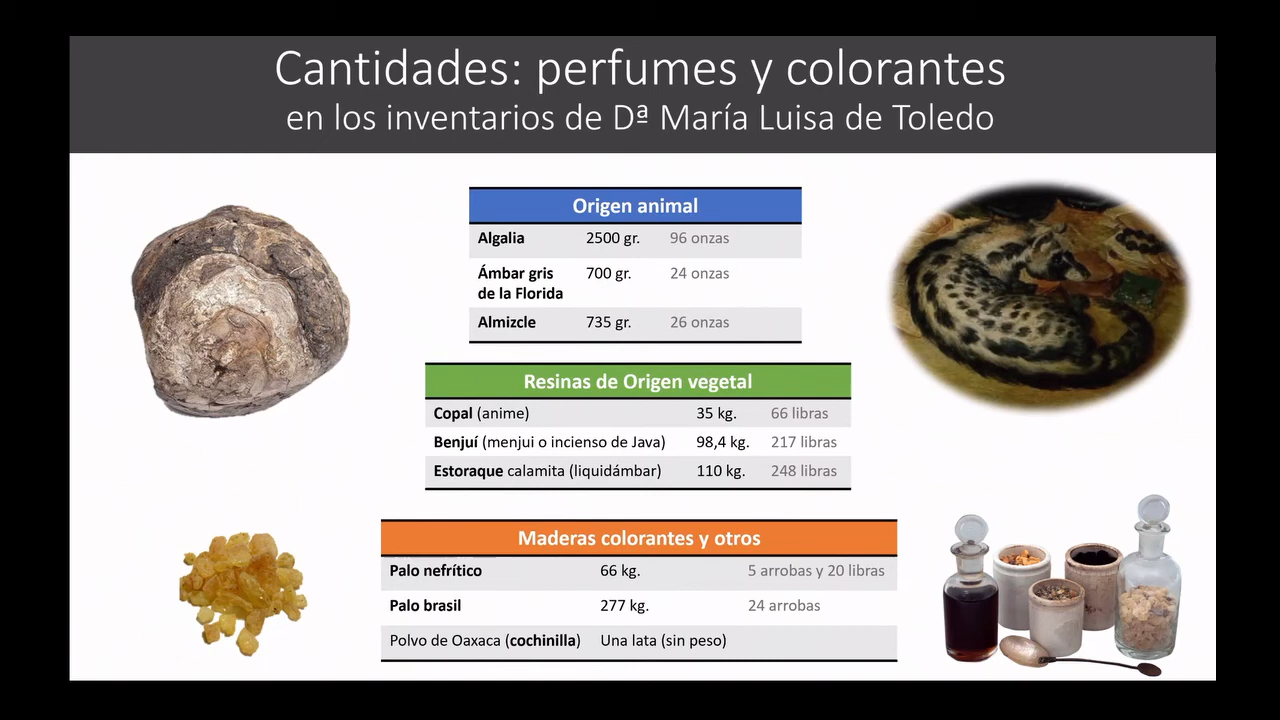 Cantidades: perfumes y colorantes
en los inventarios de Dª María Luisa de Toledo
Origen animal
Algalia 2500 gr. 96 onzas
Ámbar gris 700 gr. 24 onzas
de la Florida
Almizcle 735 gr. 26 onzas
Resinas de Origen vegetal
Copal (anime) 35 kg. 66 libras
Benjuí (menjui o incienso de Java) 98,4 kg. 217 libras
Estoraque calamita (liquidámbar) 110 kg. 248 libras
Maderas colorantes y otros
Palo nefrítico 66 kg. 5 arrobas y 20 libras
Palo brasil 277 kg. 24 arrobas
Polvo de Oaxaca (cochinilla) Una lata (sin peso)